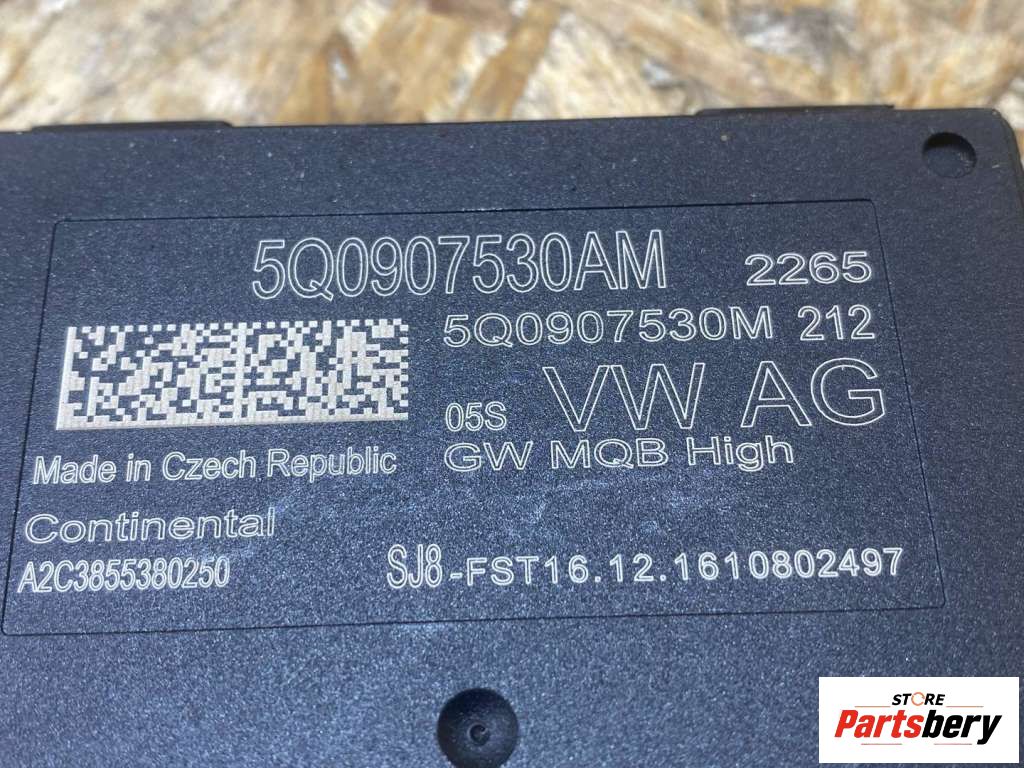 5Q0907530AM 2265
5Q0907530M 212
05S VW AG
GW MQB High
Made in Czech Republic
Continental
A2C3855380250 SJ8-FST16.12.1610802497
STORE
Partsbery